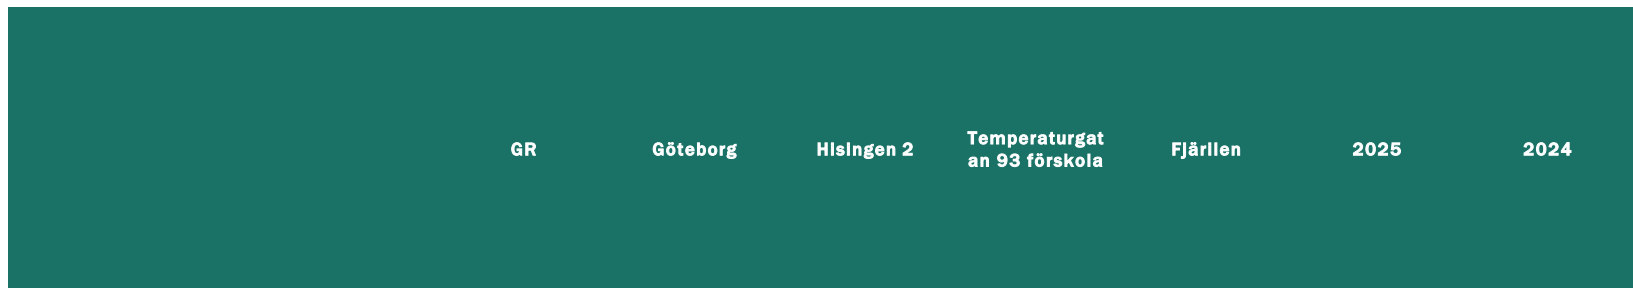 GR
Göteborg
Hisingen 2
Temperaturgat
an 93 förskola
Fjärilen
2025
2024